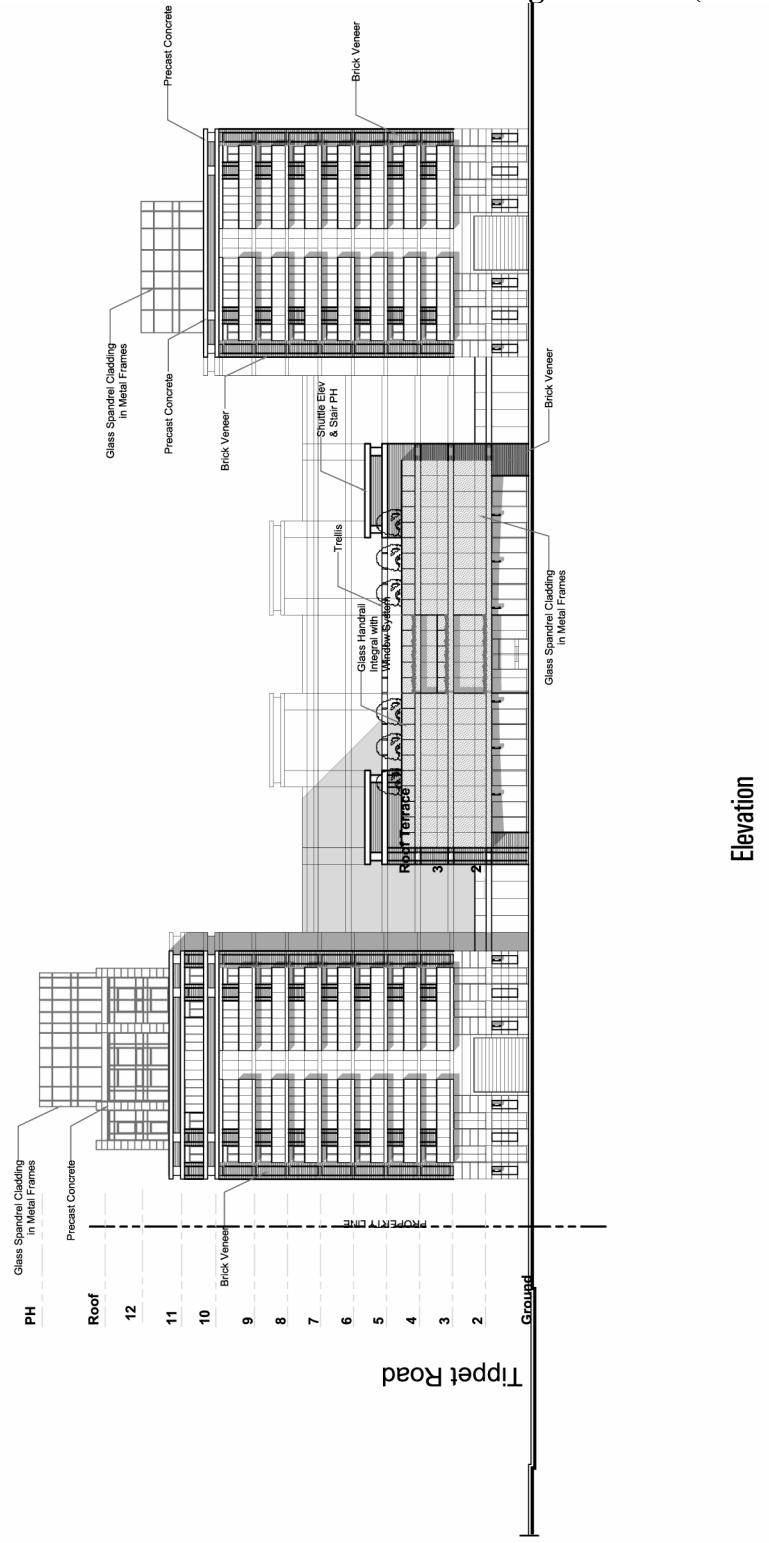 Glass Spandrel Cladding
in Metal Frames
Precast Concrete
Brick Veneer
Glass Spandrel Cladding
in Metal Frames
Precast Concrete
Brick Veneer
Precast Concrete
Brick Veneer
Shuttle Elev
& Stair PH
Trellis
Glass Handrail
Integral with
Window System
Brick Veneer
Glass Spandrel Cladding
in Metal Frames
Roof Terrace
3
2
PROPERTY LINE
PH
Roof
12
11
10
9
8
7
6
5
4
3
2
Ground
Tippet Road
Elevation